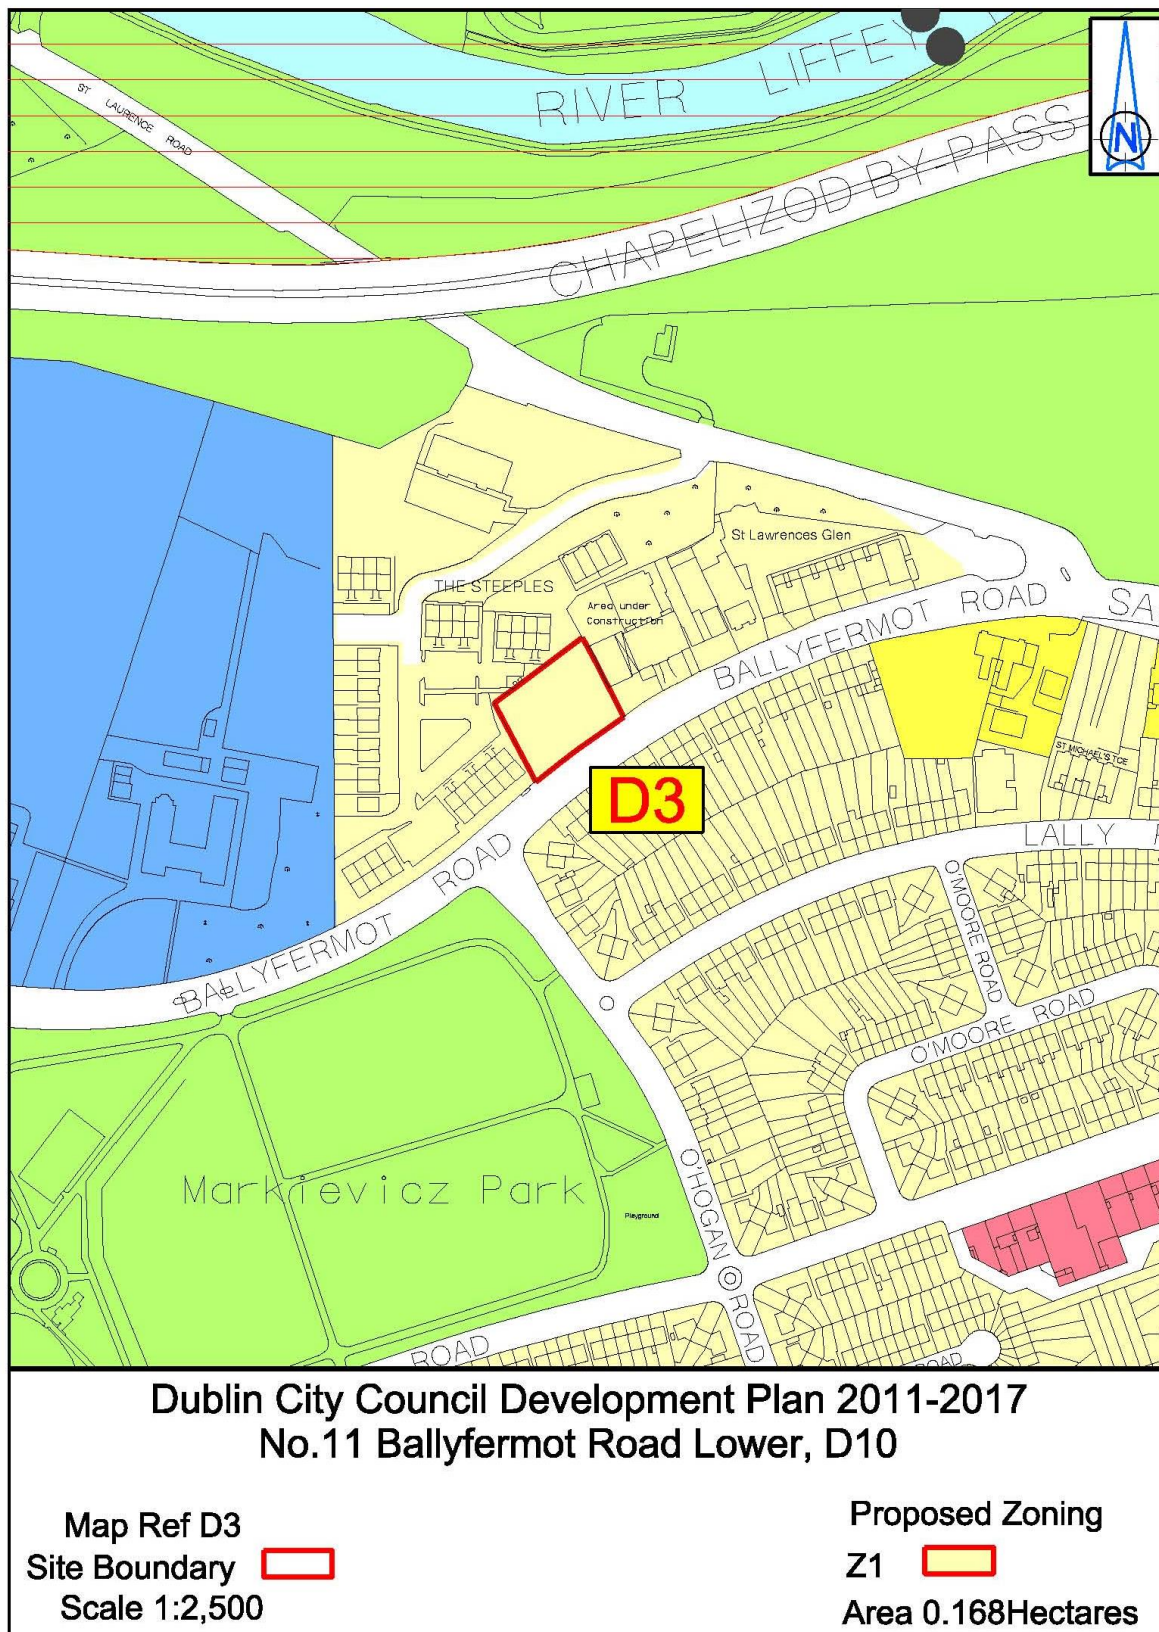 RIVER LIFFEY
N
ST LAURENCE ROAD
CHAPELIZOD BY-PASS
St Lawrences Glen
THE STEEPLES
Area under
Construction
BALLYFERMOT ROAD
SA
D3
ST MICHAEL'S TCE
LALLY
BALLYFERMOT ROAD
O'MOORE ROAD
O'MOORE ROAD
Markievicz Park
Playground
O'HOGAN ROAD
ROAD
ROAD
Dublin City Council Development Plan 2011-2017
No.11 Ballyfermot Road Lower, D10
Map Ref D3
Site Boundary
Scale 1:2,500
Proposed Zoning
Z1
Area 0.168Hectares